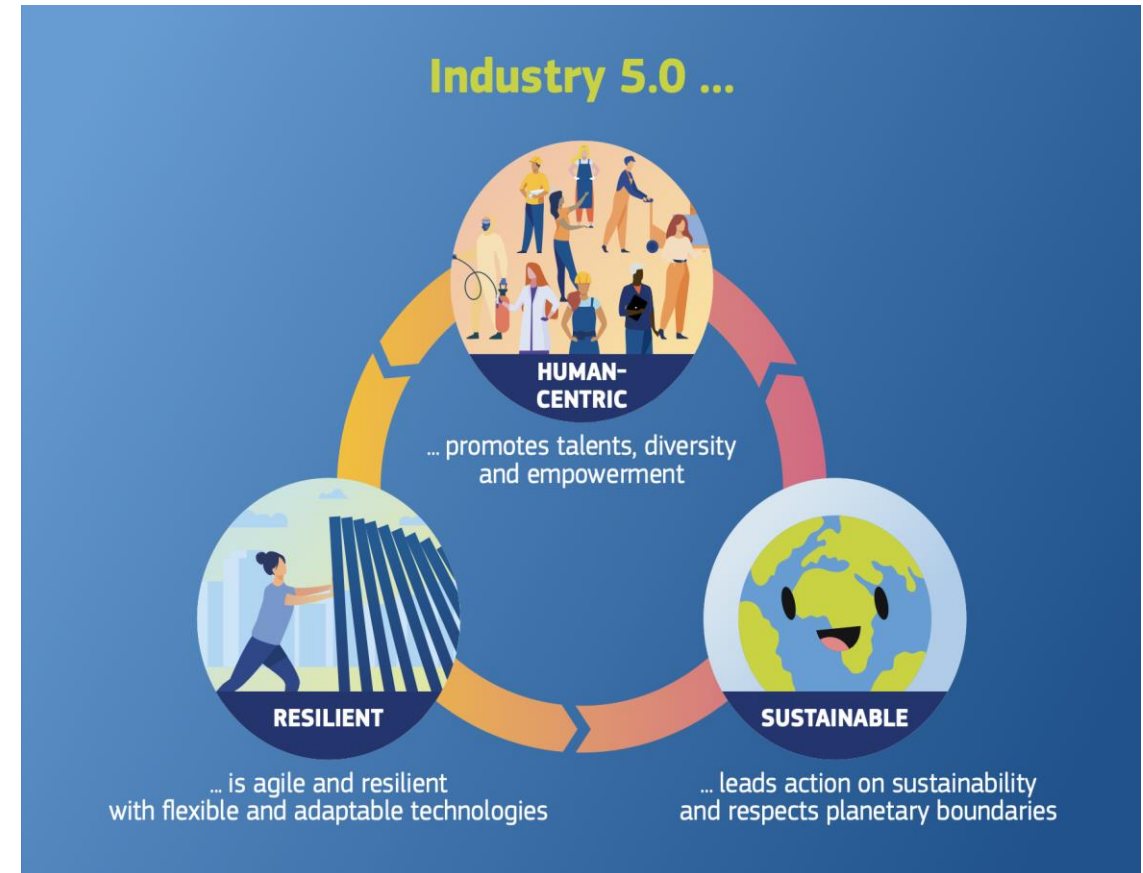 Industry 5.0 ...
HUMAN-
CENTRIC
... promotes talents, diversity
and empowerment
RESILIENT
... is agile and resilient
with flexible and adaptable technologies
SUSTAINABLE
... leads action on sustainability
and respects planetary boundaries